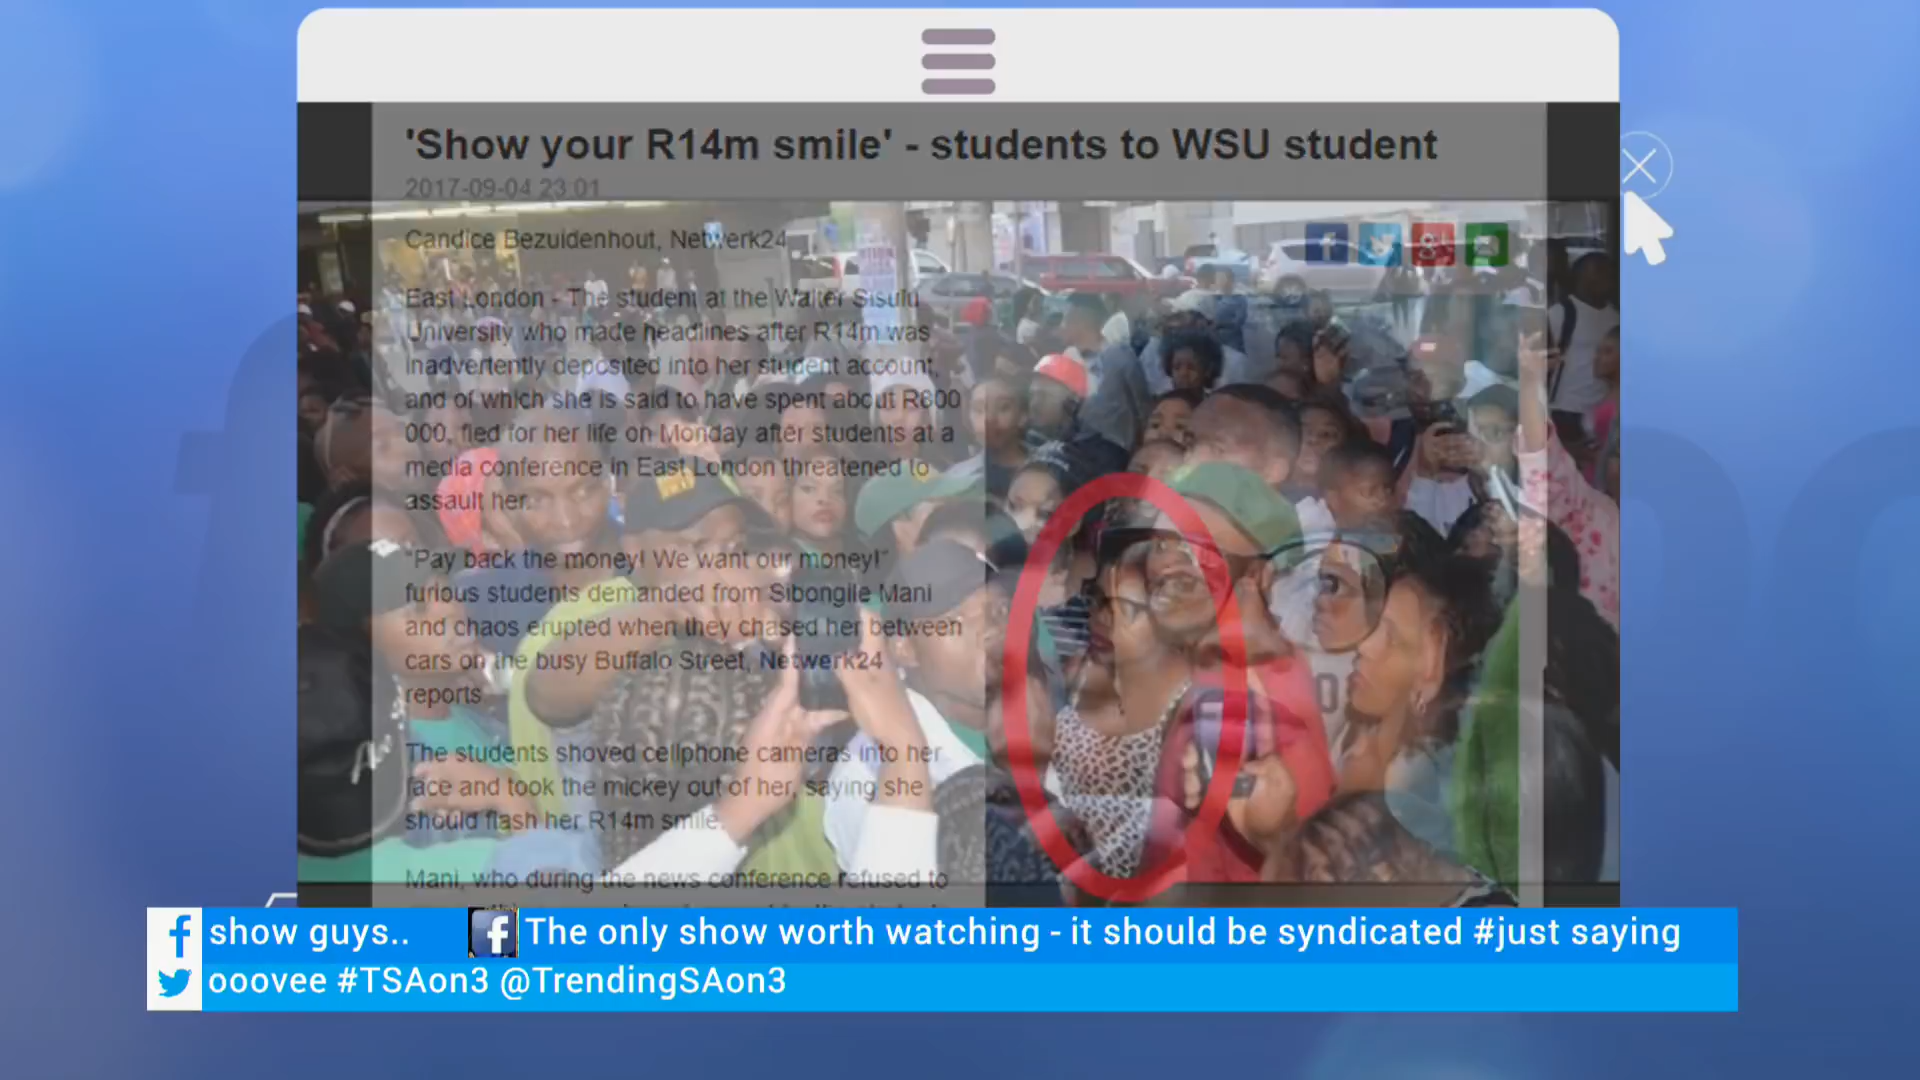 'Show your R14m smile' - students to WSU student
2017-09-04 23:01
Candice Bezuidenhout, Netwerk24
East London - The student at the Walter Sisulu
University who made headlines after R14m was
inadvertently deposited into her student account,
and of which she is said to have spent about R800
000, fled for her life on Monday after students at a
media conference in East London threatened to
assault her.
"Pay back the money! We want our money!"
furious students demanded from Sibongile Mani
and chaos erupted when they chased her between
cars on the busy Buffalo Street, Netwerk24
reports
The students shoved cellphone cameras into her
face and took the mickey out of her, saying she
should flash her R14m smile.
Mani, who during the news conference refused to
show guys.. The only show worth watching - it should be syndicated #just saying
ooovee #TSAon3 @TrendingSAon3